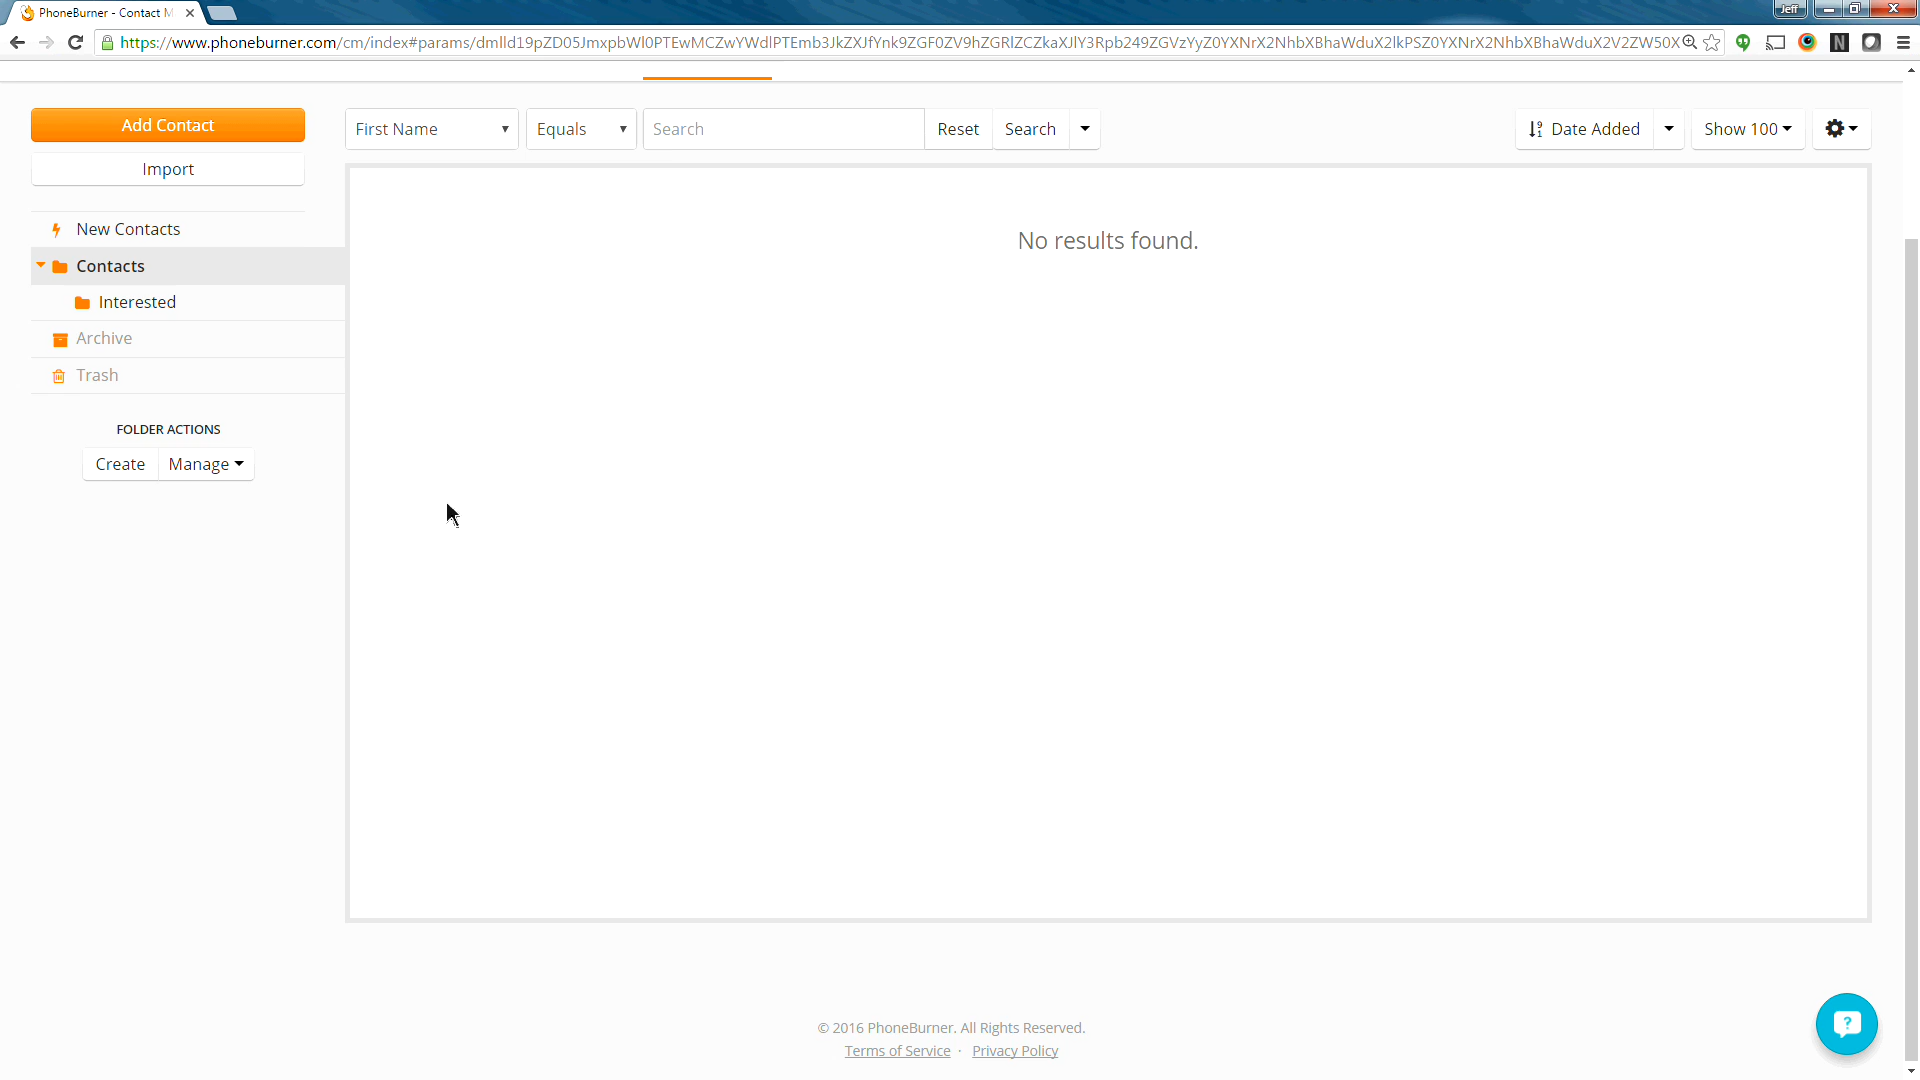 PhoneBurner - Contact M
Jeff
https://www.phoneburner.com/cm/index#params/dmlld19pZD05JmxpbWl0PTEwMCZwYWdlPTEmb3JkZXJfYnk9ZGF0ZV9hZGRlZCZkaXJlY3Rpb249ZGVzYyZ0YXNrX2NhbXBhaWduX2lkPSZ0YXNrX2NhbXBhaWduX2V2ZW50X
Add Contact
First Name
Equals
Search
Reset
Search
Date Added
Show 100
Import
New Contacts
Contacts
Interested
Archive
Trash
No results found.
FOLDER ACTIONS
Create
Manage
© 2016 PhoneBurner. All Rights Reserved.
Terms of Service · Privacy Policy